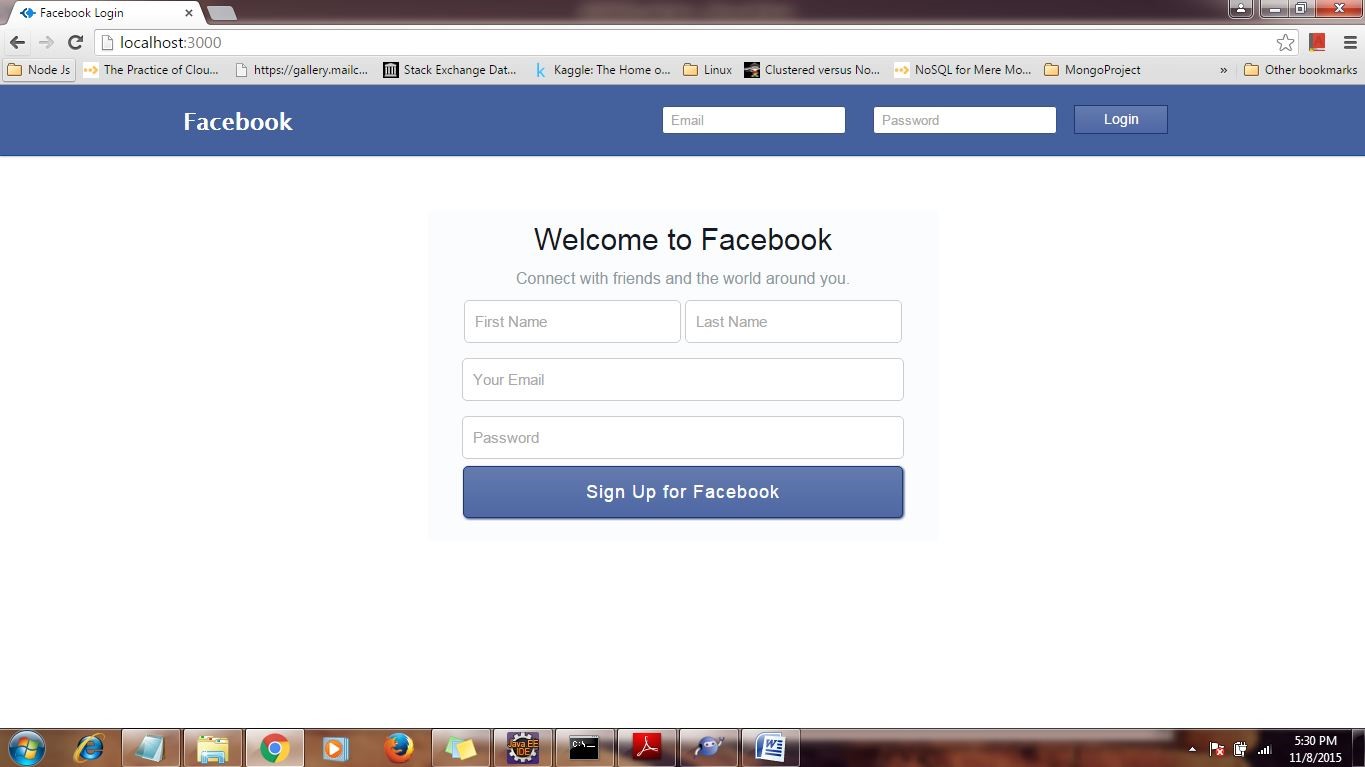 Facebook Login
localhost:3000
Node Js
The Practice of Clou...
https://gallery.mailc...
Stack Exchange Dat...
Kaggle: The Home o...
Linux
Clustered versus No...
NoSQL for Mere Mo...
MongoProject
»
Other bookmarks
Facebook
Email
Password
Login
Welcome to Facebook
Connect with friends and the world around you.
First Name
Last Name
Your Email
Password
Sign Up for Facebook
Java EE
IDE
C:\_
5:30 PM
11/8/2015